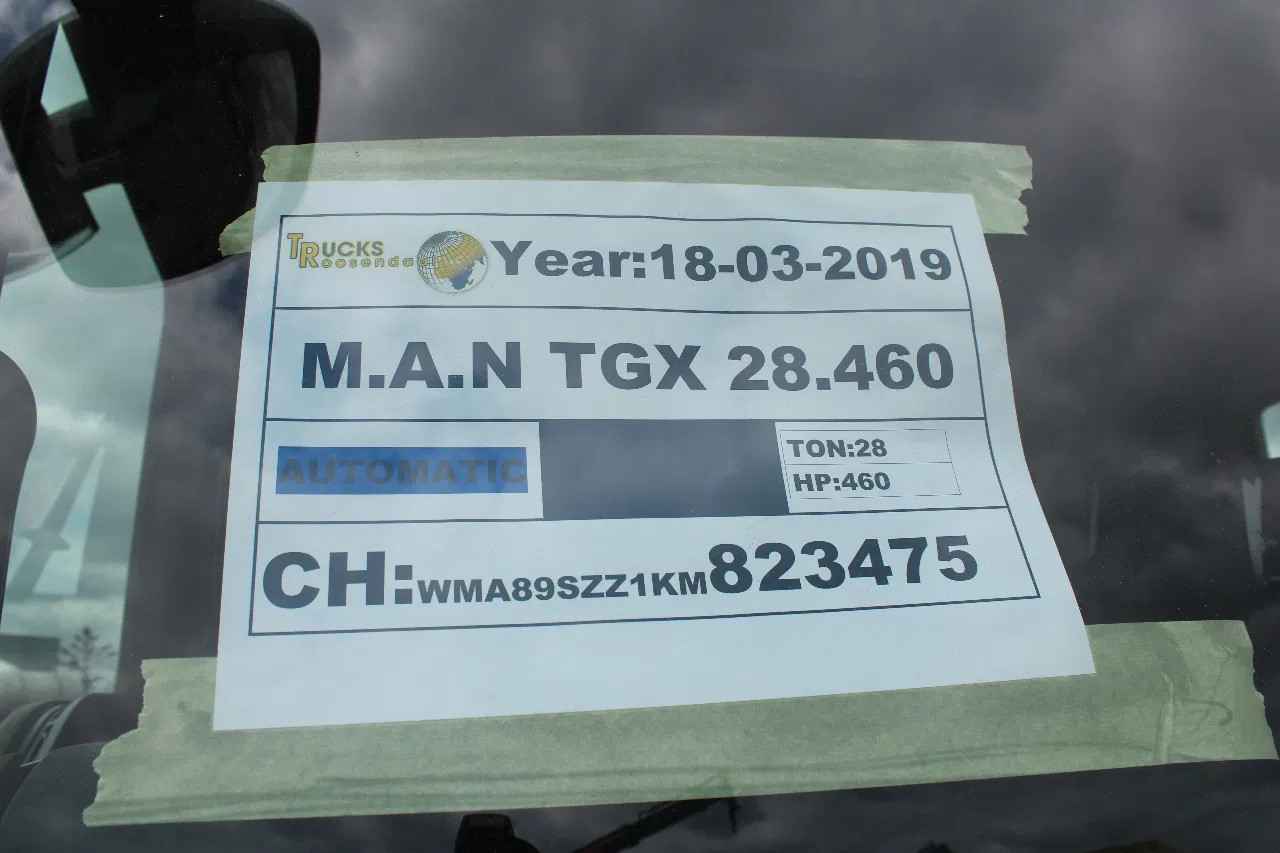 TRUCKS
Roosendaal
Year:18-03-2019
M.A.N TGX 28.460
AUTOMATIC
TON:28
HP:460
CH:WMA89SZZ1KM823475